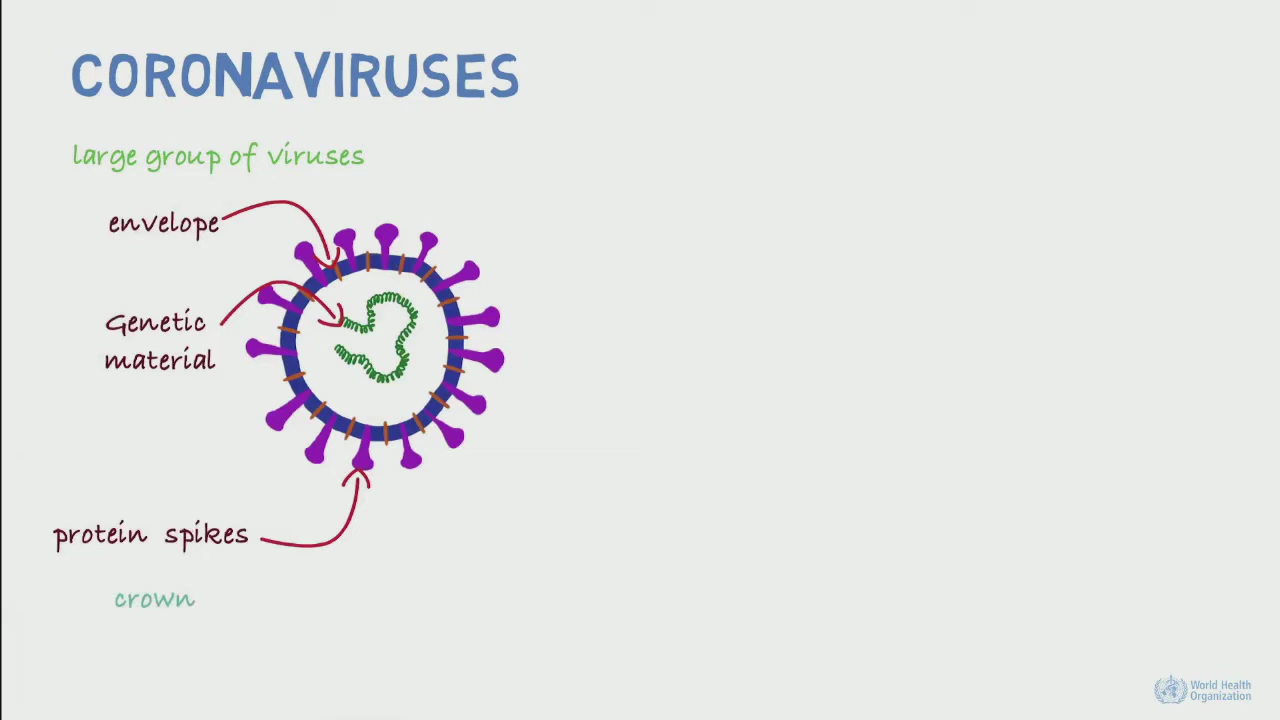 CORONAVIRUSES
large group of viruses
envelope
Genetic
material
protein spikes
crown
World Health
Organization